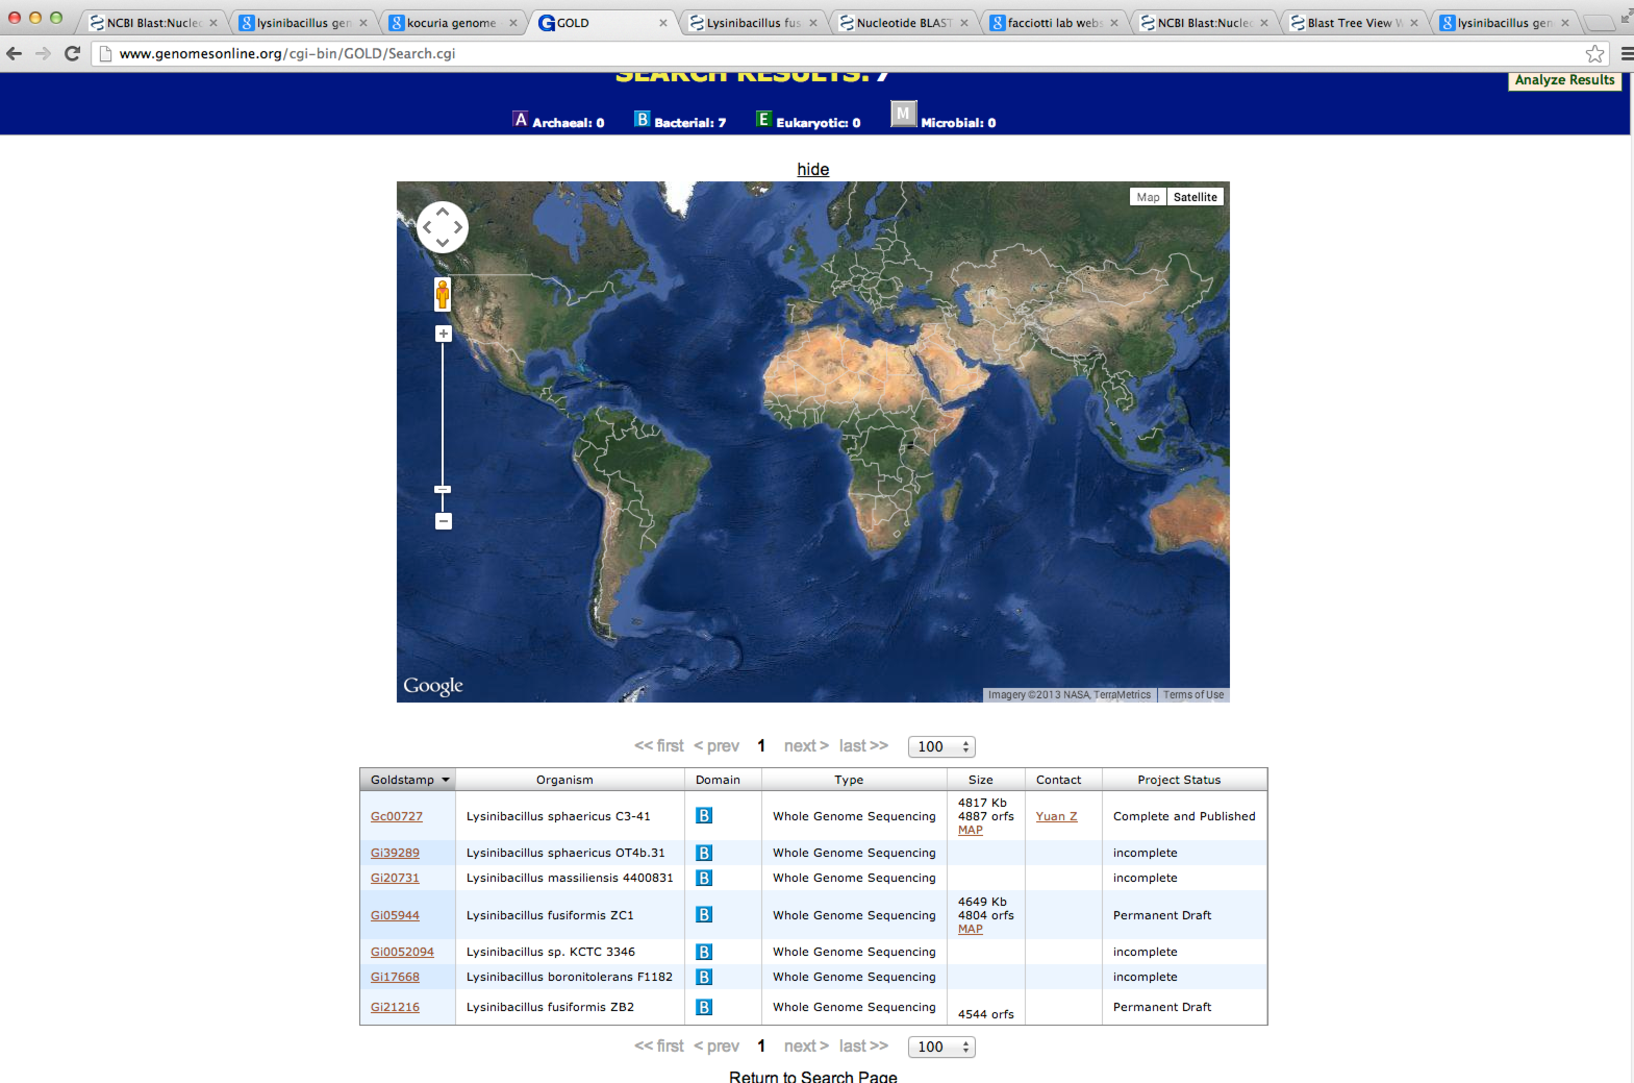 NCBI Blast:Nucleo
lysinibacillus gen
kocuria genome
GOLD
Lysinibacillus fus
Nucleotide BLAST
facciotti lab webs
NCBI Blast:Nucleo
Blast Tree View W
lysinibacillus gen
www.genomesonline.org/cgi-bin/GOLD/Search.cgi
SEARCH RESULTS: 7
Analyze Results
A Archaeal: 0 B Bacterial: 7 E Eukaryotic: 0 M Microbial: 0
hide
Map Satellite
Google
Imagery ©2013 NASA, TerraMetrics Terms of Use
<< first < prev 1 next > last >> 100
Goldstamp Organism Domain Type Size Contact Project Status
Gc00727 Lysinibacillus sphaericus C3-41 B Whole Genome Sequencing 4817 Kb 4887 orfs MAP Yuan Z Complete and Published
Gi39289 Lysinibacillus sphaericus OT4b.31 B Whole Genome Sequencing incomplete
Gi20731 Lysinibacillus massiliensis 4400831 B Whole Genome Sequencing incomplete
Gi05944 Lysinibacillus fusiformis ZC1 B Whole Genome Sequencing 4649 Kb 4804 orfs MAP Permanent Draft
Gi0052094 Lysinibacillus sp. KCTC 3346 B Whole Genome Sequencing incomplete
Gi17668 Lysinibacillus boronitolerans F1182 B Whole Genome Sequencing incomplete
Gi21216 Lysinibacillus fusiformis ZB2 B Whole Genome Sequencing 4544 orfs Permanent Draft
<< first < prev 1 next > last >> 100
Return to Search Page